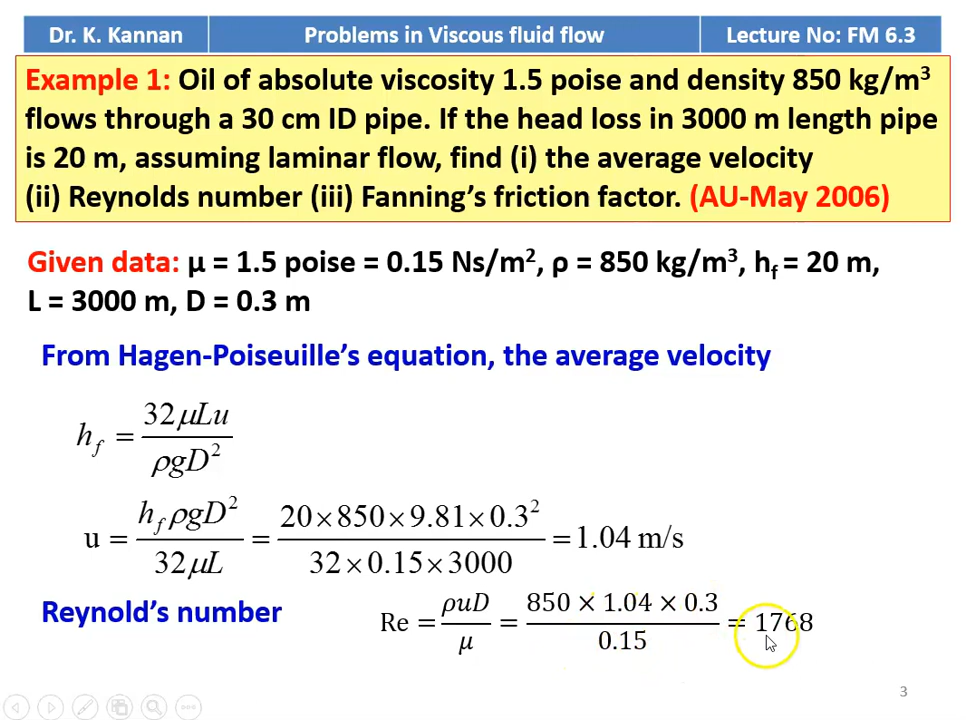 Dr. K. Kannan
Problems in Viscous fluid flow
Lecture No: FM 6.3
Example 1: Oil of absolute viscosity 1.5 poise and density 850 kg/m³
flows through a 30 cm ID pipe. If the head loss in 3000 m length pipe
is 20 m, assuming laminar flow, find (i) the average velocity
(ii) Reynolds number (iii) Fanning's friction factor. (AU-May 2006)
Given data: μ = 1.5 poise = 0.15 Ns/m², ρ = 850 kg/m³, h_f = 20 m,
L = 3000 m, D = 0.3 m
From Hagen-Poiseuille's equation, the average velocity
h_f = 32μLu / ρgD²
u = h_f ρgD² / 32μL = 20×850×9.81×0.3² / 32×0.15×3000 = 1.04 m/s
Reynold's number
Re = ρuD / μ = 850 × 1.04 × 0.3 / 0.15 = 1768
3